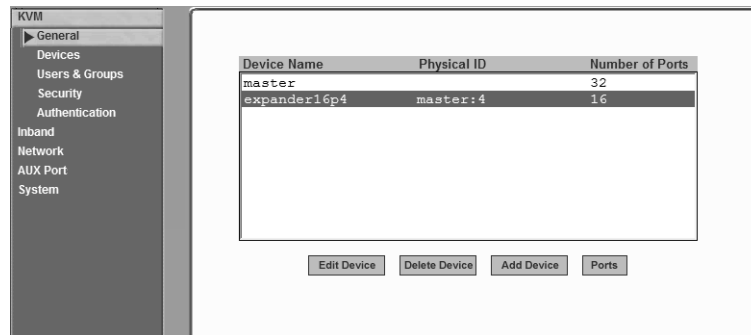 KVM
General
Devices
Users & Groups
Security
Authentication
Inband
Network
AUX Port
System
Device Name Physical ID Number of Ports
master 32
expander16p4 master:4 16
Edit Device Delete Device Add Device Ports